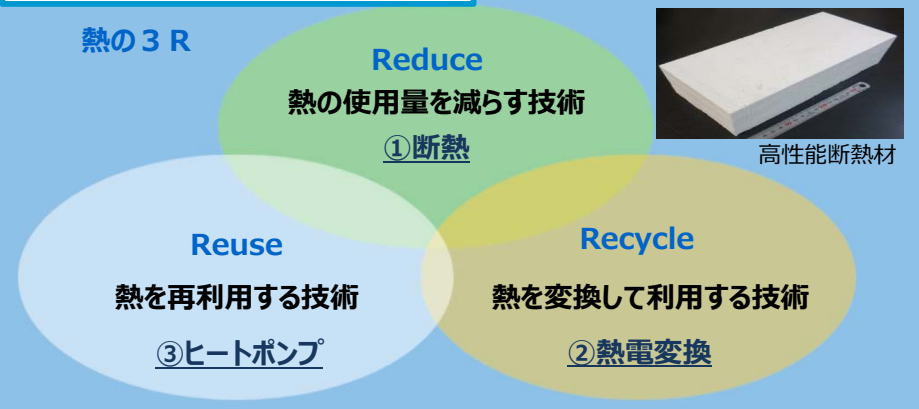 熱の3R
Reduce
熱の使用量を減らす技術
①断熱
高性能断熱材
Reuse
熱を再利用する技術
③ヒートポンプ
Recycle
熱を変換して利用する技術
②熱電変換